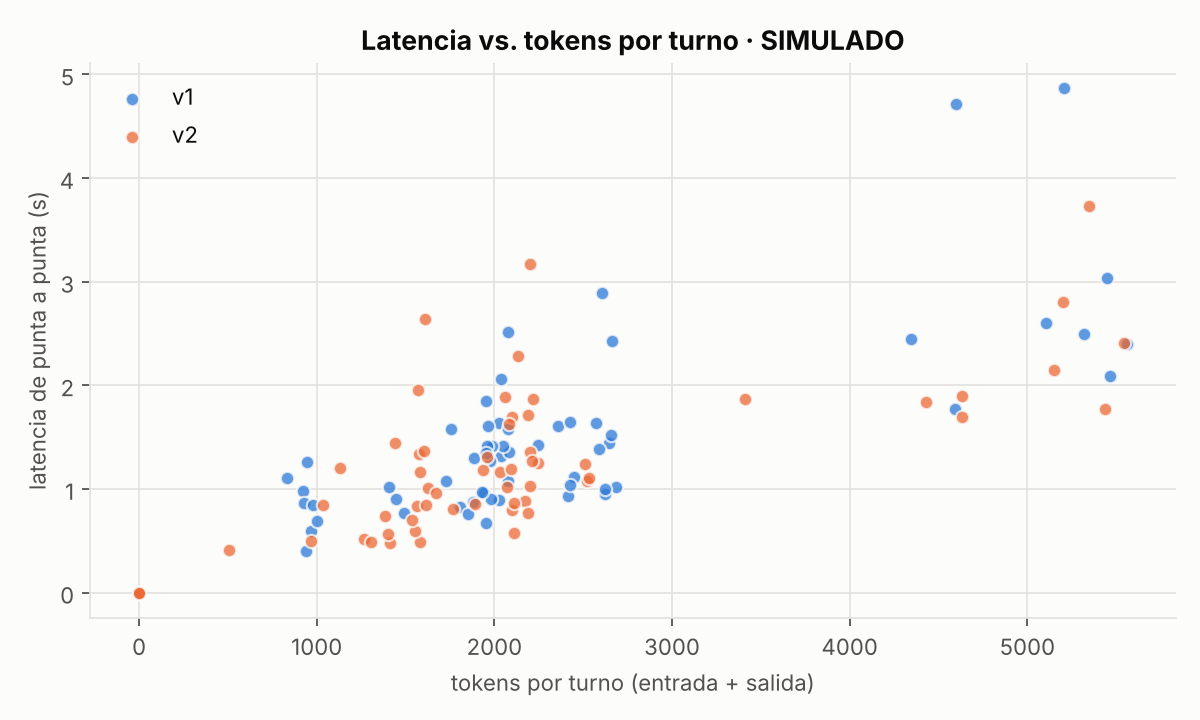 Latencia vs. tokens por turno · SIMULADO
v1
v2
latencia de punta a punta (s)
5
4
3
2
1
0
0 1000 2000 3000 4000 5000
tokens por turno (entrada + salida)